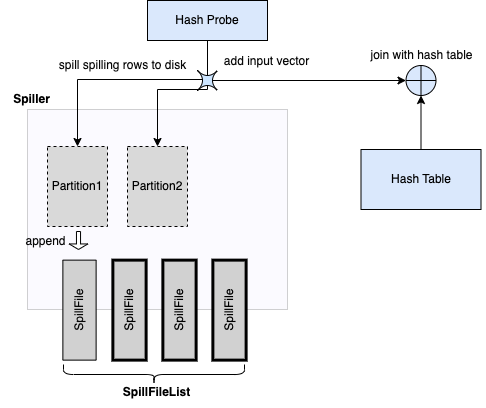 Hash Probe
spill spilling rows to disk
add input vector
join with hash table
Spiller
Partition1
Partition2
Hash Table
append
SpillFile
SpillFile
SpillFile
SpillFile
SpillFileList